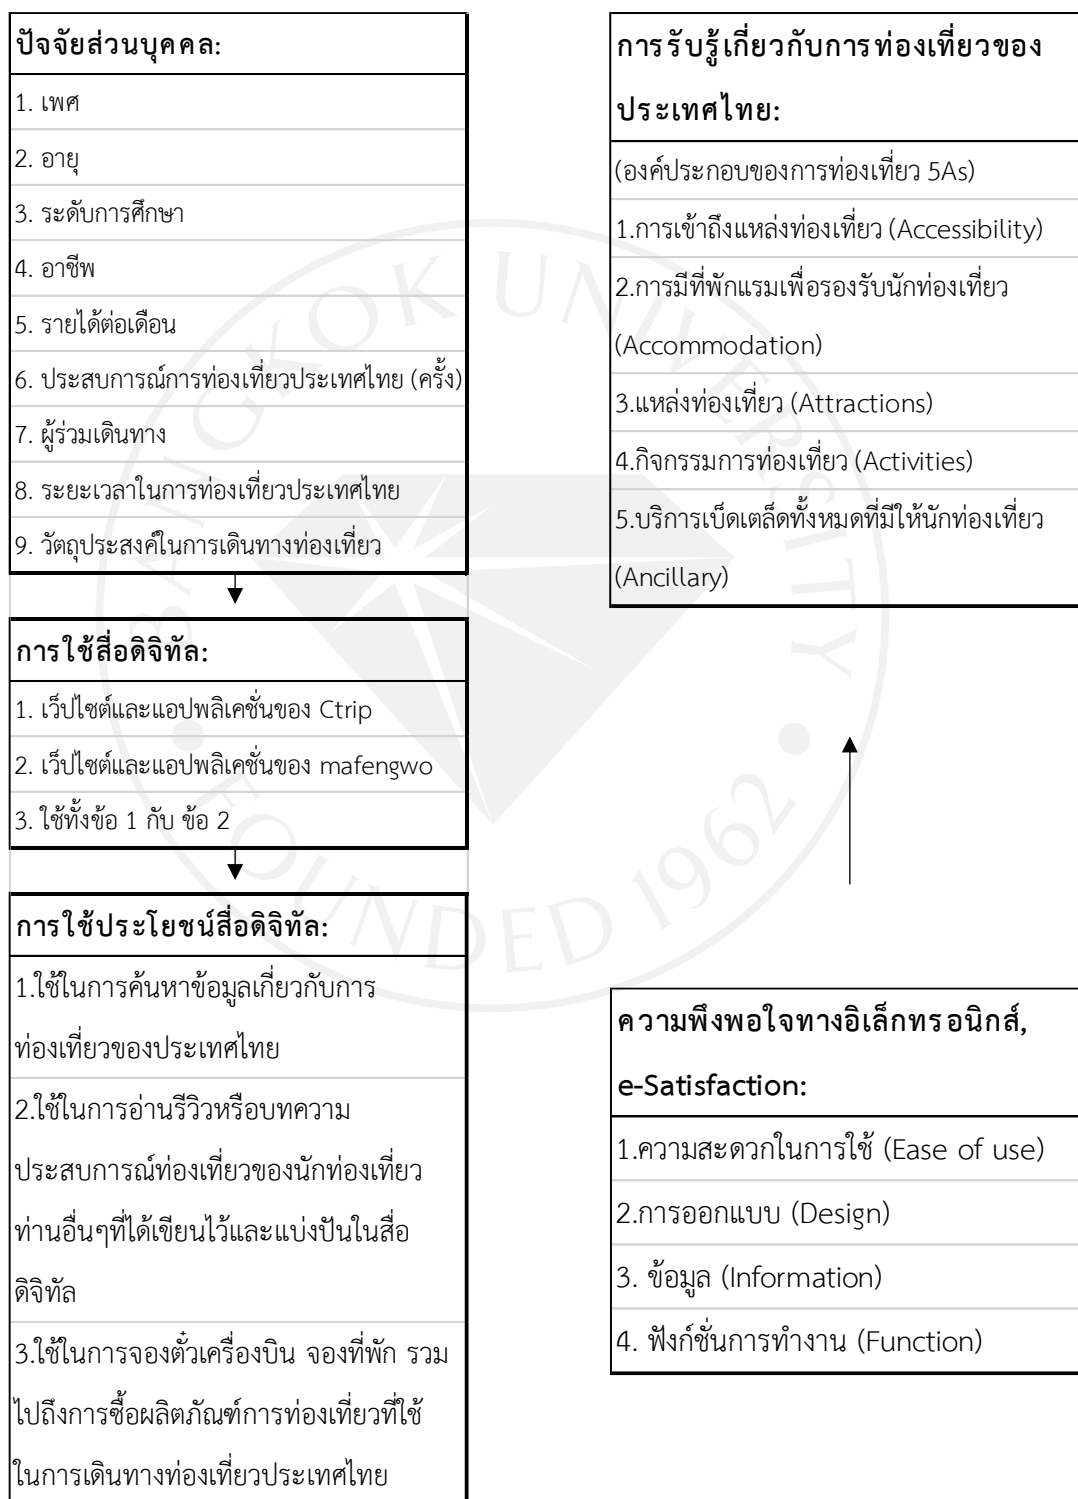 ปัจจัยส่วนบุคคล:
1. เพศ
2. อายุ
3. ระดับการศึกษา
4. อาชีพ
5. รายได้ต่อเดือน
6. ประสบการณ์การท่องเที่ยวประเทศไทย (ครั้ง)
7. ผู้ร่วมเดินทาง
8. ระยะเวลาในการท่องเที่ยวประเทศไทย
9. วัตถุประสงค์ในการเดินทางท่องเที่ยว
การใช้สื่อดิจิทัล:
1. เว็ปไซต์และแอปพลิเคชั่นของ Ctrip
2. เว็ปไซต์และแอปพลิเคชั่นของ mafengwo
3. ใช้ทั้งข้อ 1 กับ ข้อ 2
การใช้ประโยชน์สื่อดิจิทัล:
1.ใช้ในการค้นหาข้อมูลเกี่ยวกับการ
ท่องเที่ยวของประเทศไทย
2.ใช้ในการอ่านรีวิวหรือบทความ
ประสบการณ์ท่องเที่ยวของนักท่องเที่ยว
ท่านอื่นๆที่ได้เขียนไว้และแบ่งปันในสื่อ
ดิจิทัล
3.ใช้ในการจองตั๋วเครื่องบิน จองที่พัก รวม
ไปถึงการซื้อผลิตภัณฑ์การท่องเที่ยวที่ใช้
ในการเดินทางท่องเที่ยวประเทศไทย
การรับรู้เกี่ยวกับการท่องเที่ยวของ
ประเทศไทย:
(องค์ประกอบของการท่องเที่ยว 5As)
1.การเข้าถึงแหล่งท่องเที่ยว (Accessibility)
2.การมีที่พักแรมเพื่อรองรับนักท่องเที่ยว
(Accommodation)
3.แหล่งท่องเที่ยว (Attractions)
4.กิจกรรมการท่องเที่ยว (Activities)
5.บริการเบ็ดเตล็ดทั้งหมดที่มีให้นักท่องเที่ยว
(Ancillary)
ความพึงพอใจทางอิเล็กทรอนิกส์,
e-Satisfaction:
1.ความสะดวกในการใช้ (Ease of use)
2.การออกแบบ (Design)
3. ข้อมูล (Information)
4. ฟังก์ชั่นการทำงาน (Function)
BANGKOK UNIVERSITY
FOUNDED 1962